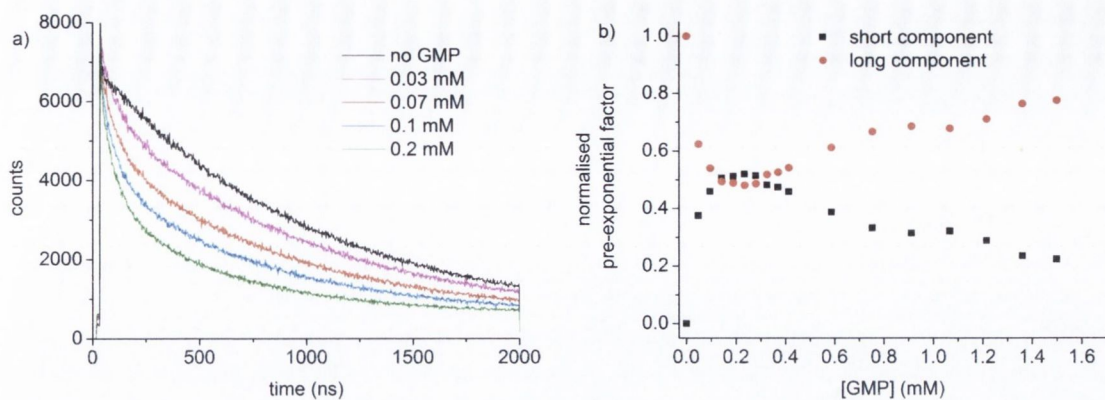 a)
8000
6000
4000
2000
0
counts
0
500
1000
1500
2000
time (ns)
no GMP
0.03 mM
0.07 mM
0.1 mM
0.2 mM
b)
1.0
0.8
0.6
0.4
0.2
0.0
normalised
pre-exponential factor
short component
long component
0.0
0.2
0.4
0.6
0.8
1.0
1.2
1.4
1.6
[GMP] (mM)